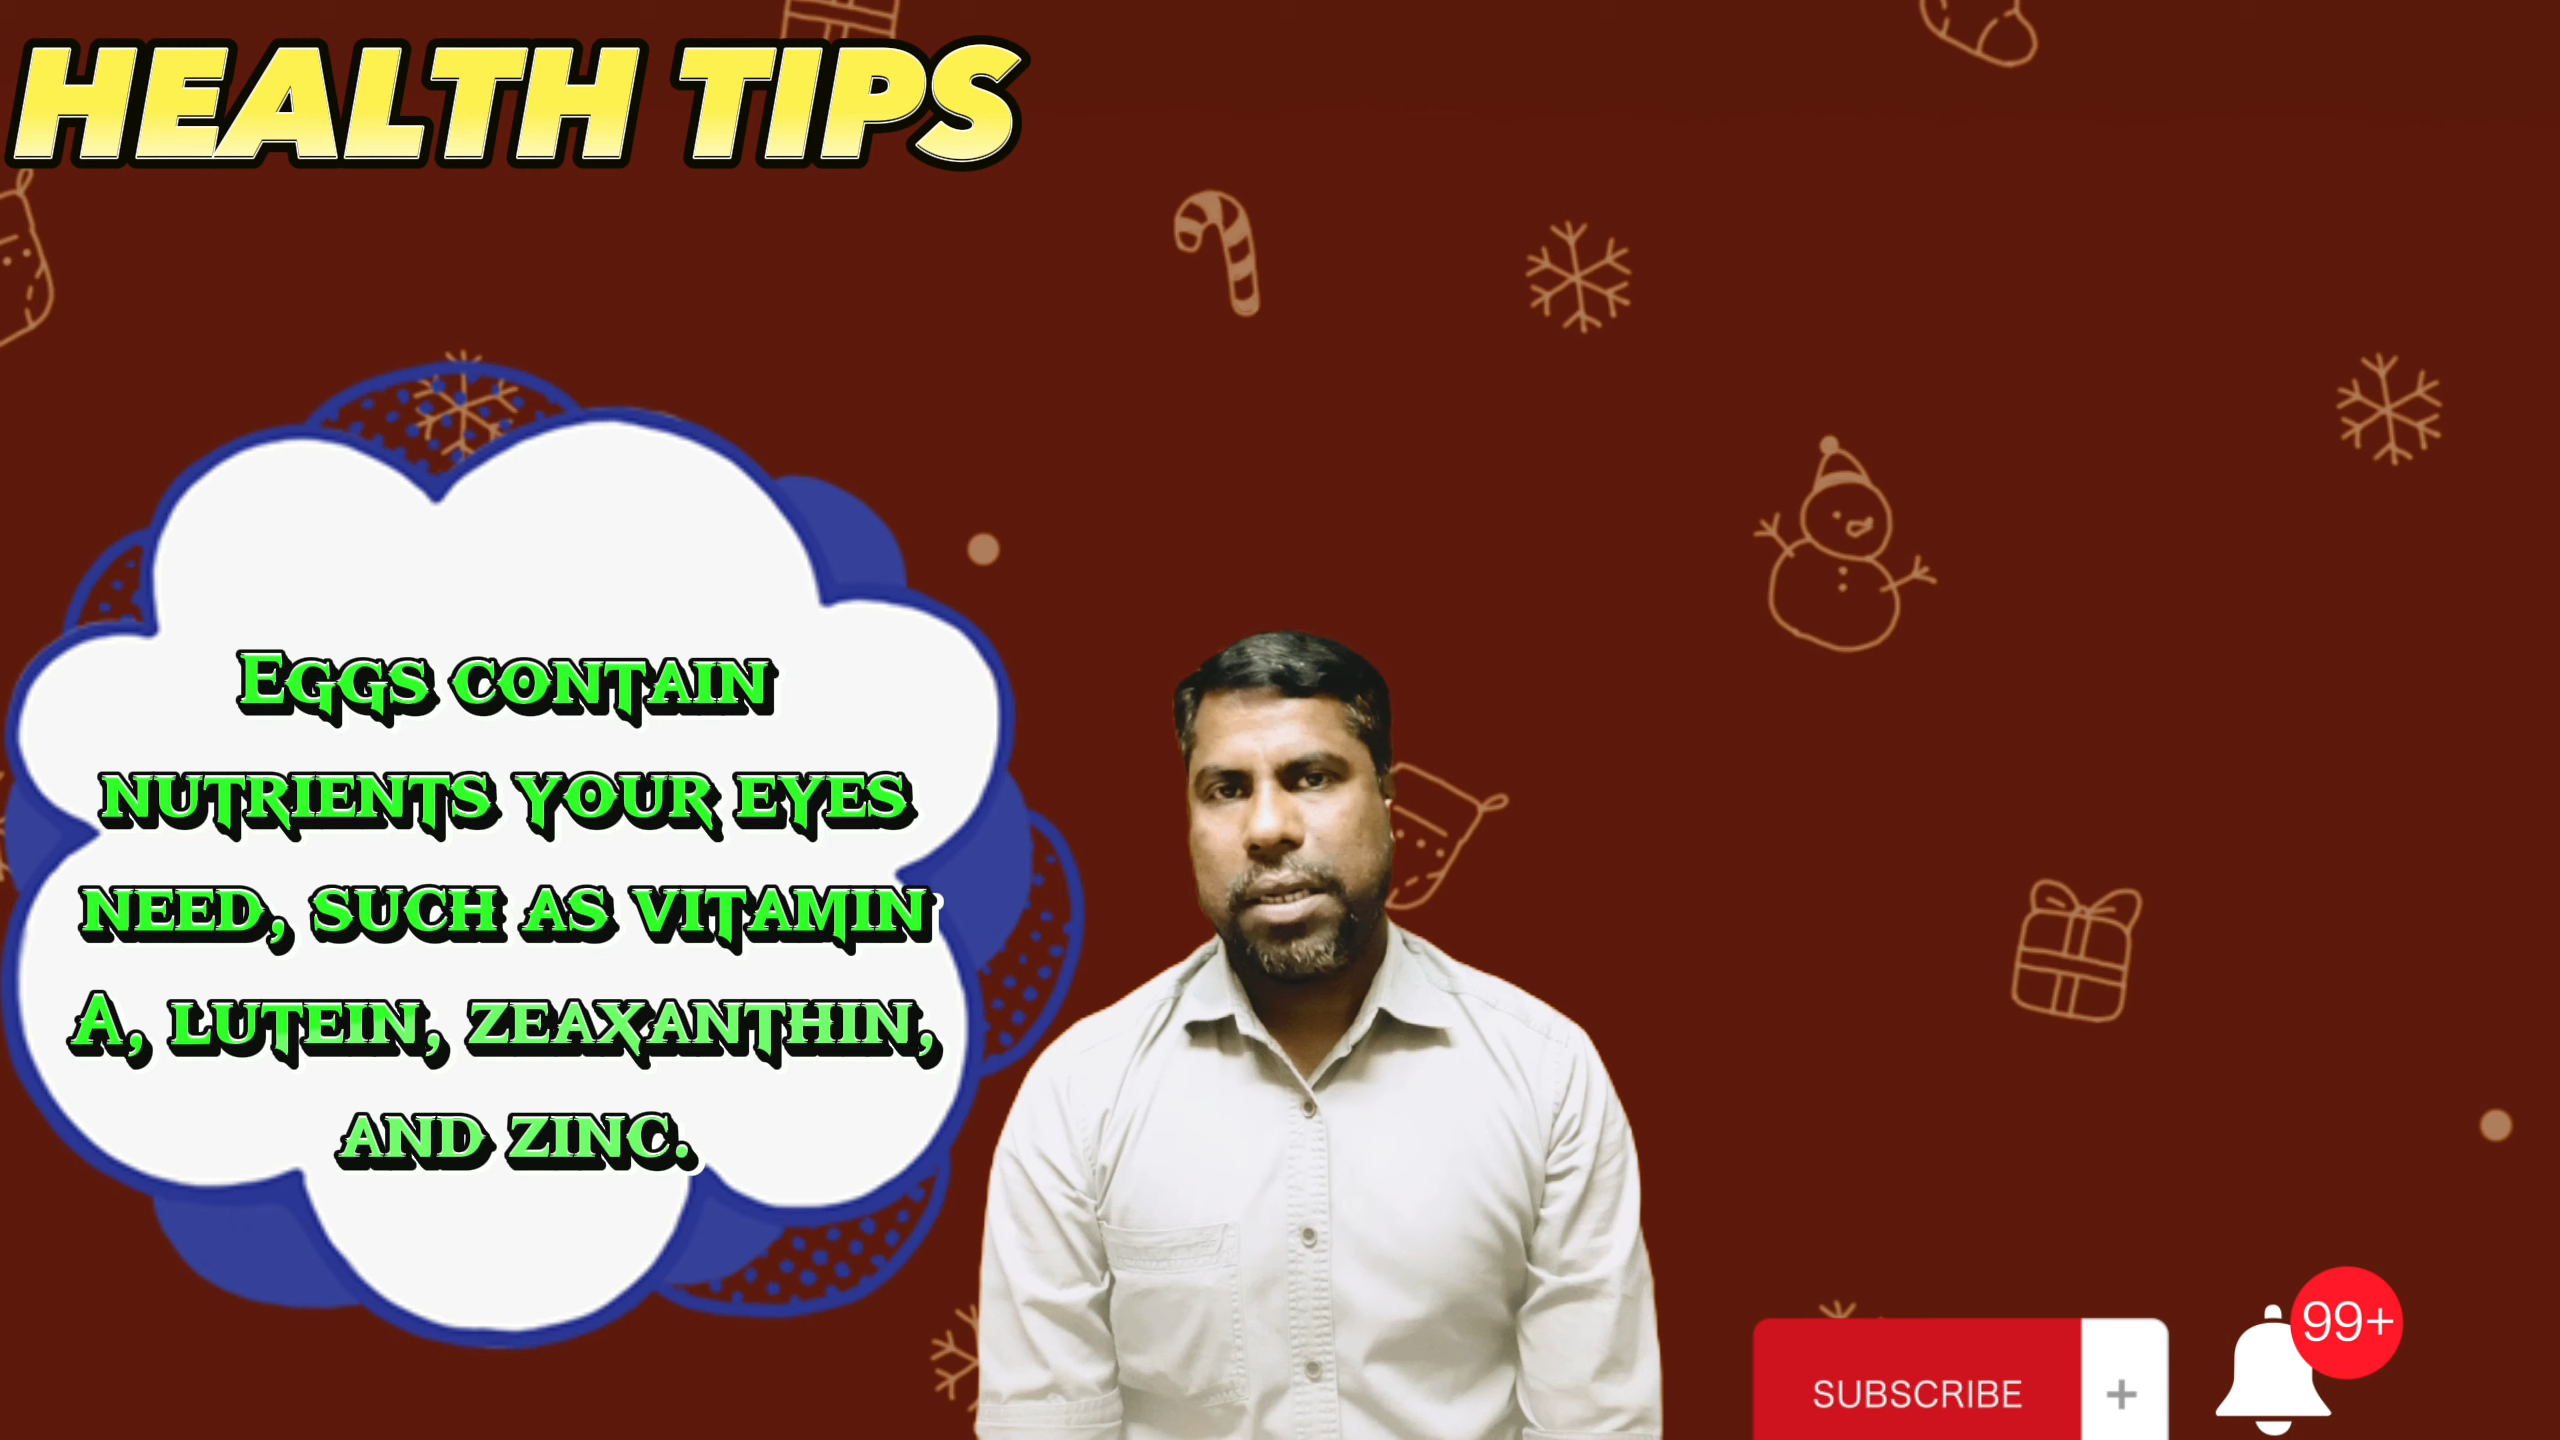 HEALTH TIPS
Eggs contain
nutrients your eyes
need, such as vitamin
A, lutein, zeaxanthin,
and zinc.
SUBSCRIBE +
99+